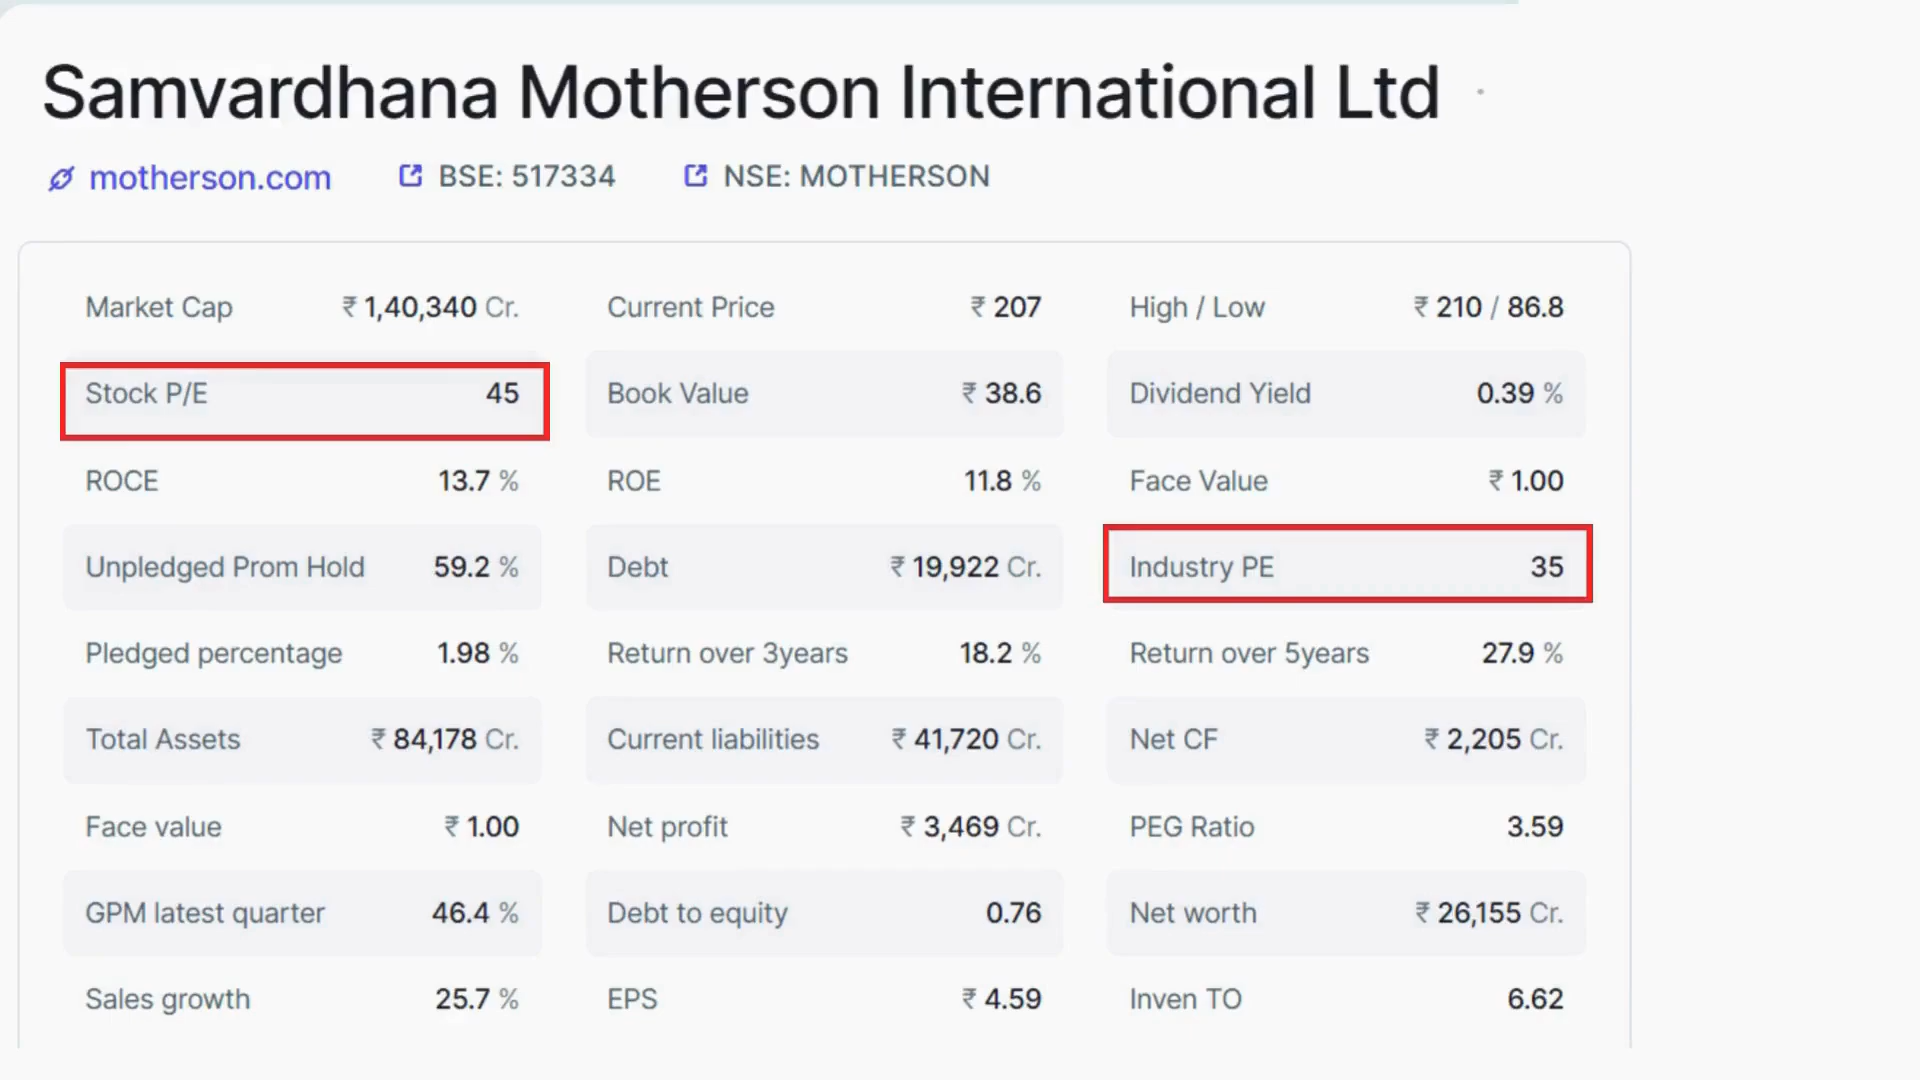 Samvardhana Motherson International Ltd
motherson.com BSE: 517334 NSE: MOTHERSON
Market Cap ₹ 1,40,340 Cr. Current Price ₹ 207 High / Low ₹ 210 / 86.8
Stock P/E 45 Book Value ₹ 38.6 Dividend Yield 0.39 %
ROCE 13.7 % ROE 11.8 % Face Value ₹ 1.00
Unpledged Prom Hold 59.2 % Debt ₹ 19,922 Cr. Industry PE 35
Pledged percentage 1.98 % Return over 3years 18.2 % Return over 5years 27.9 %
Total Assets ₹ 84,178 Cr. Current liabilities ₹ 41,720 Cr. Net CF ₹ 2,205 Cr.
Face value ₹ 1.00 Net profit ₹ 3,469 Cr. PEG Ratio 3.59
GPM latest quarter 46.4 % Debt to equity 0.76 Net worth ₹ 26,155 Cr.
Sales growth 25.7 % EPS ₹ 4.59 Inven TO 6.62